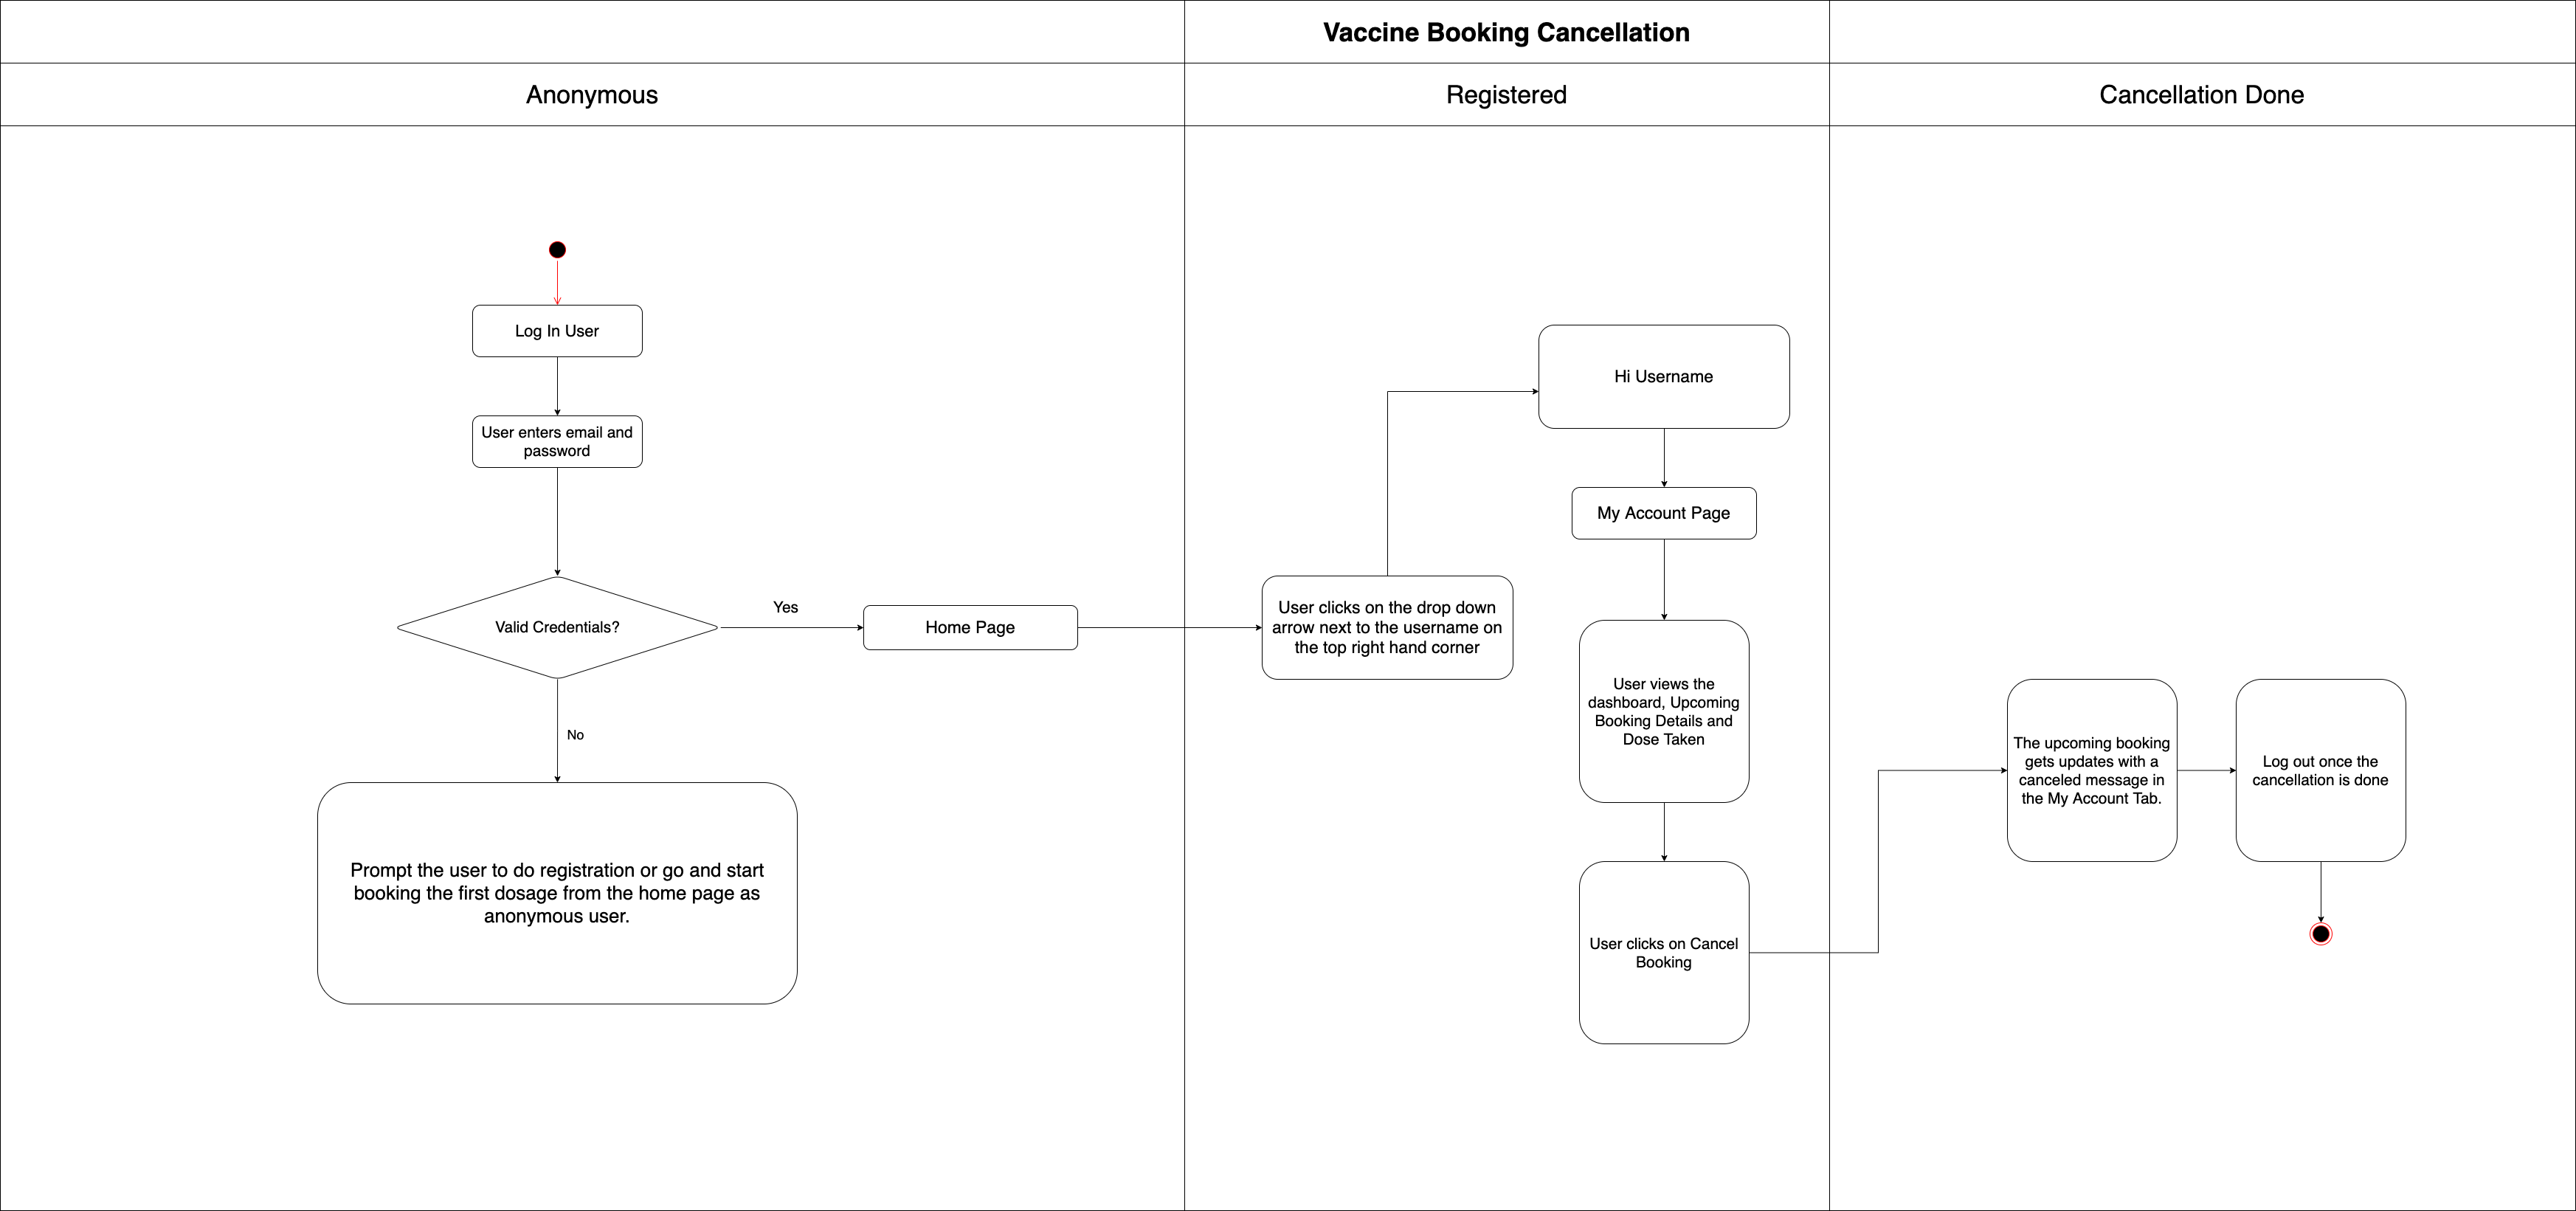 Vaccine Booking Cancellation
Anonymous
Registered
Cancellation Done
Log In User
User enters email and
password
Valid Credentials?
Yes
No
Home Page
Prompt the user to do registration or go and start
booking the first dosage from the home page as
anonymous user.
User clicks on the drop down
arrow next to the username on
the top right hand corner
Hi Username
My Account Page
User views the
dashboard, Upcoming
Booking Details and
Dose Taken
User clicks on Cancel
Booking
The upcoming booking
gets updates with a
canceled message in
the My Account Tab.
Log out once the
cancellation is done